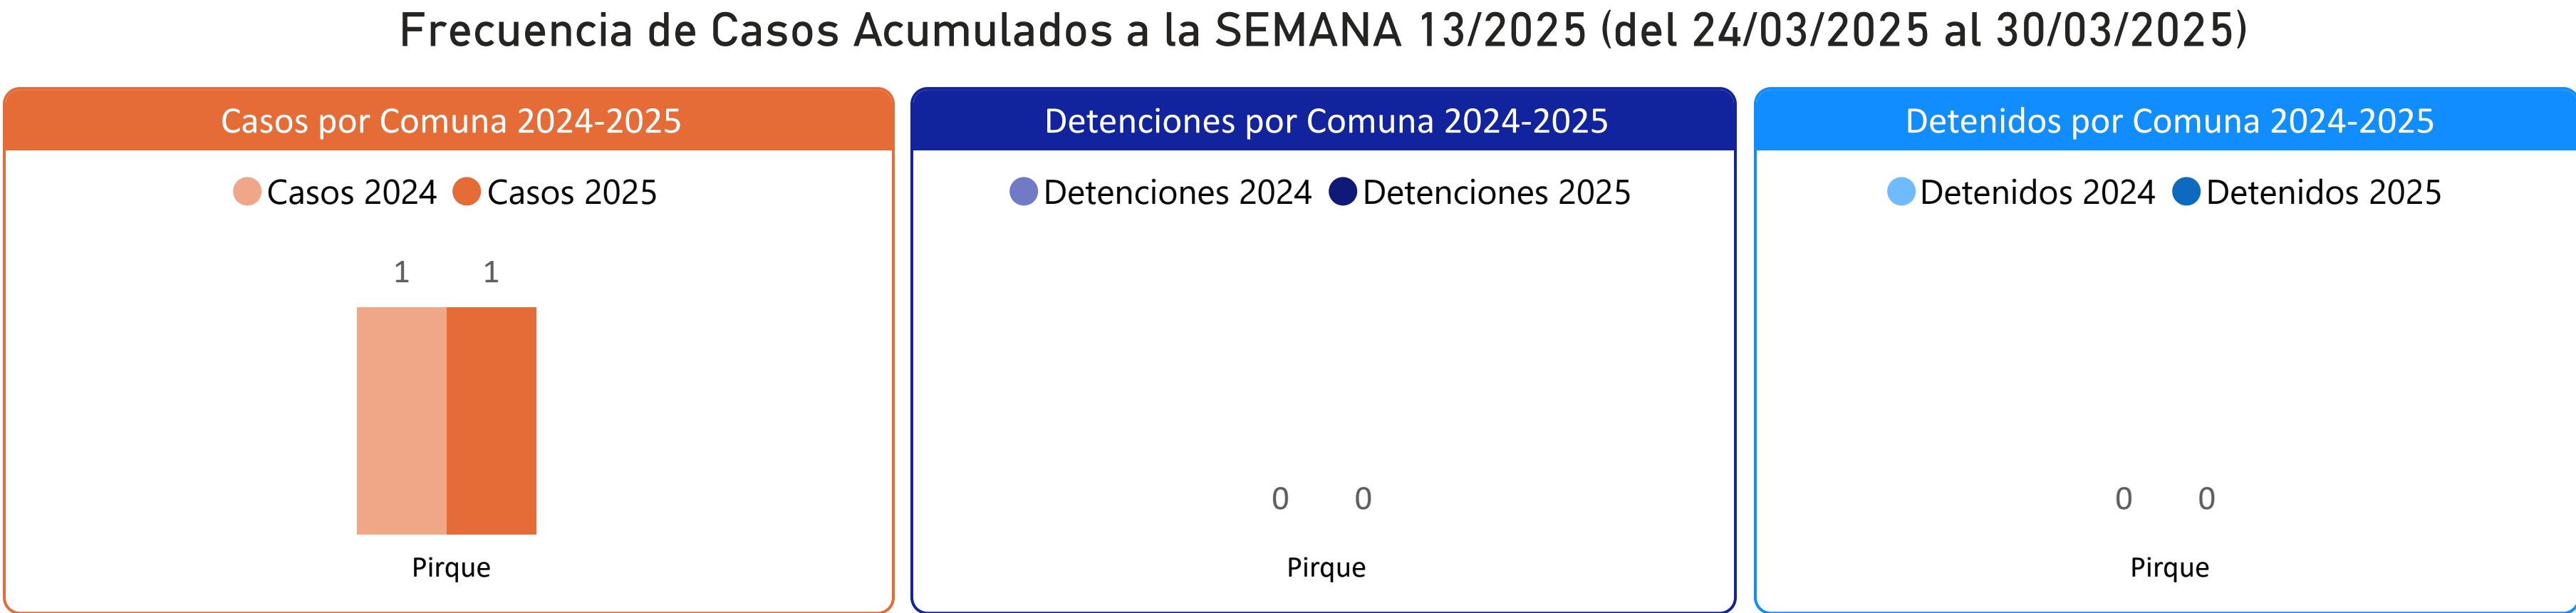 Frecuencia de Casos Acumulados a la SEMANA 13/2025 (del 24/03/2025 al 30/03/2025)
Casos por Comuna 2024-2025
Casos 2024 Casos 2025
1 1
Pirque
Detenciones por Comuna 2024-2025
Detenciones 2024 Detenciones 2025
0 0
Pirque
Detenidos por Comuna 2024-2025
Detenidos 2024 Detenidos 2025
0 0
Pirque